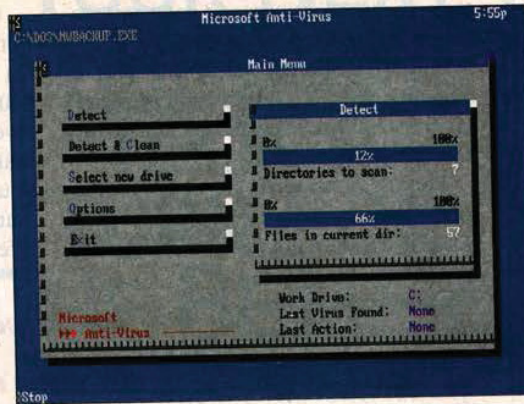 Microsoft Anti-Virus 5:55p
C:\DOS\MWBACKUP.EXE
Main Menu
Detect
Detect & Clean
Select new drive
Options
Exit
Detect
0% 100%
12%
Directories to scan: 7
0% 100%
66%
Files in current dir: 57
Work Drive: C:
Last Virus Found: None
Last Action: None
Microsoft
Anti-Virus
Stop